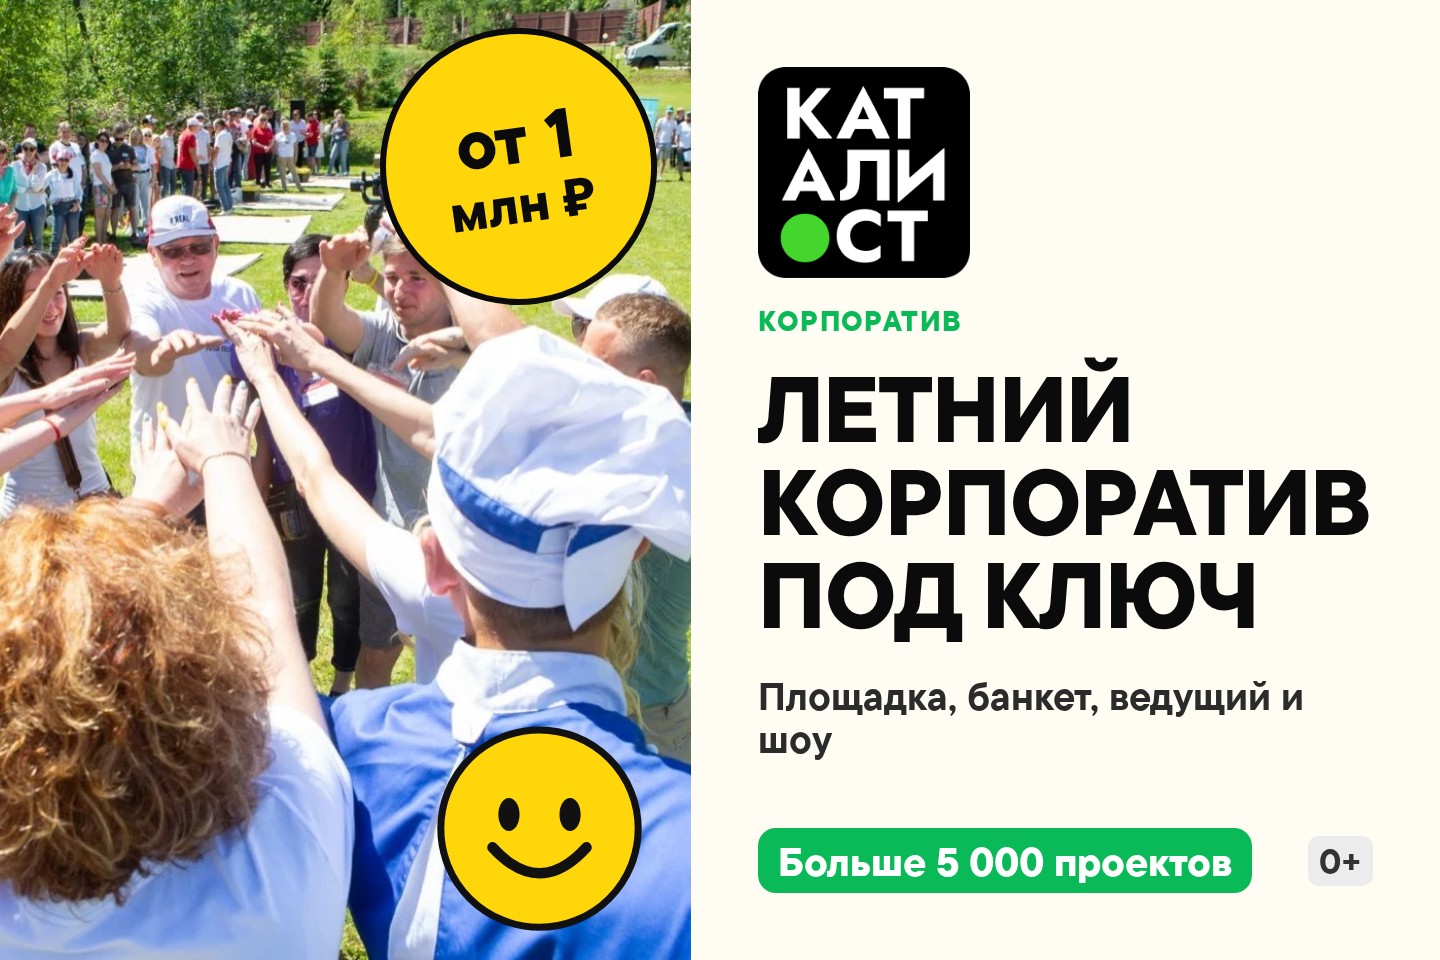 от 1
млн ₽
КАТ
АЛИ
СТ
КОРПОРАТИВ
ЛЕТНИЙ
КОРПОРАТИВ
ПОД КЛЮЧ
Площадка, банкет, ведущий и
шоу
Больше 5 000 проектов
0+